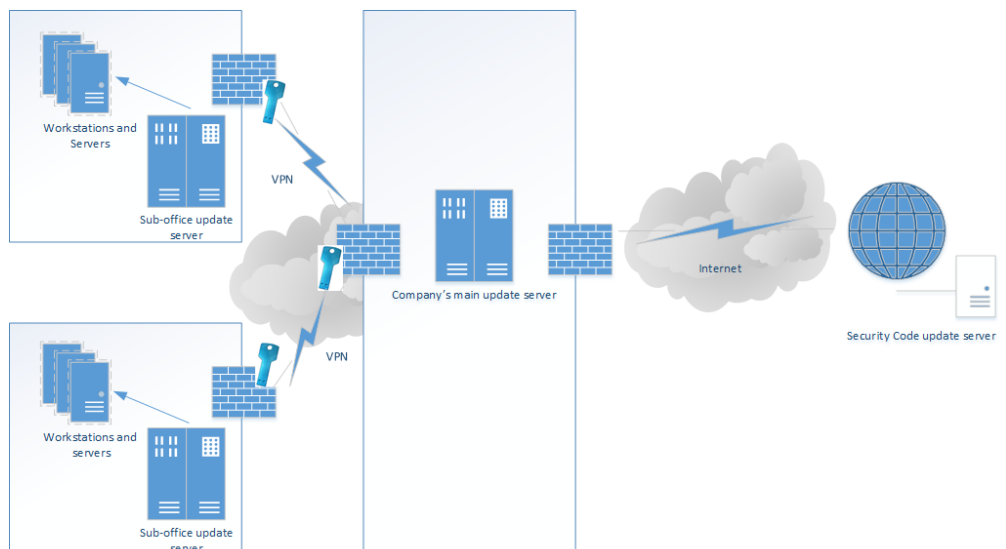 Workstations and
Servers
Sub-office update
server
VPN
Company's main update server
Internet
Security Code update server
VPN
Workstations and
servers
Sub-office update
server